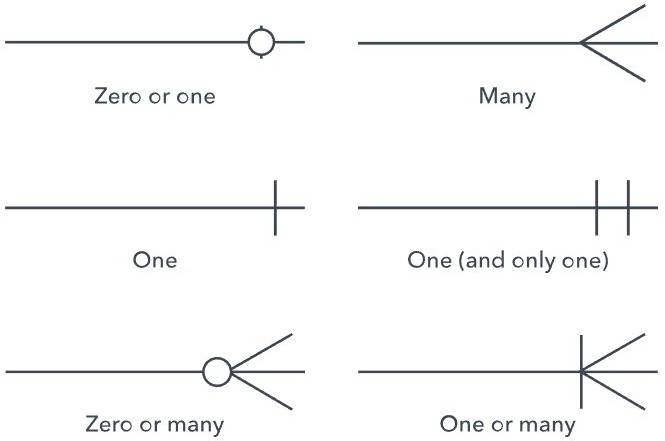 Zero or one
Many
One
One (and only one)
Zero or many
One or many